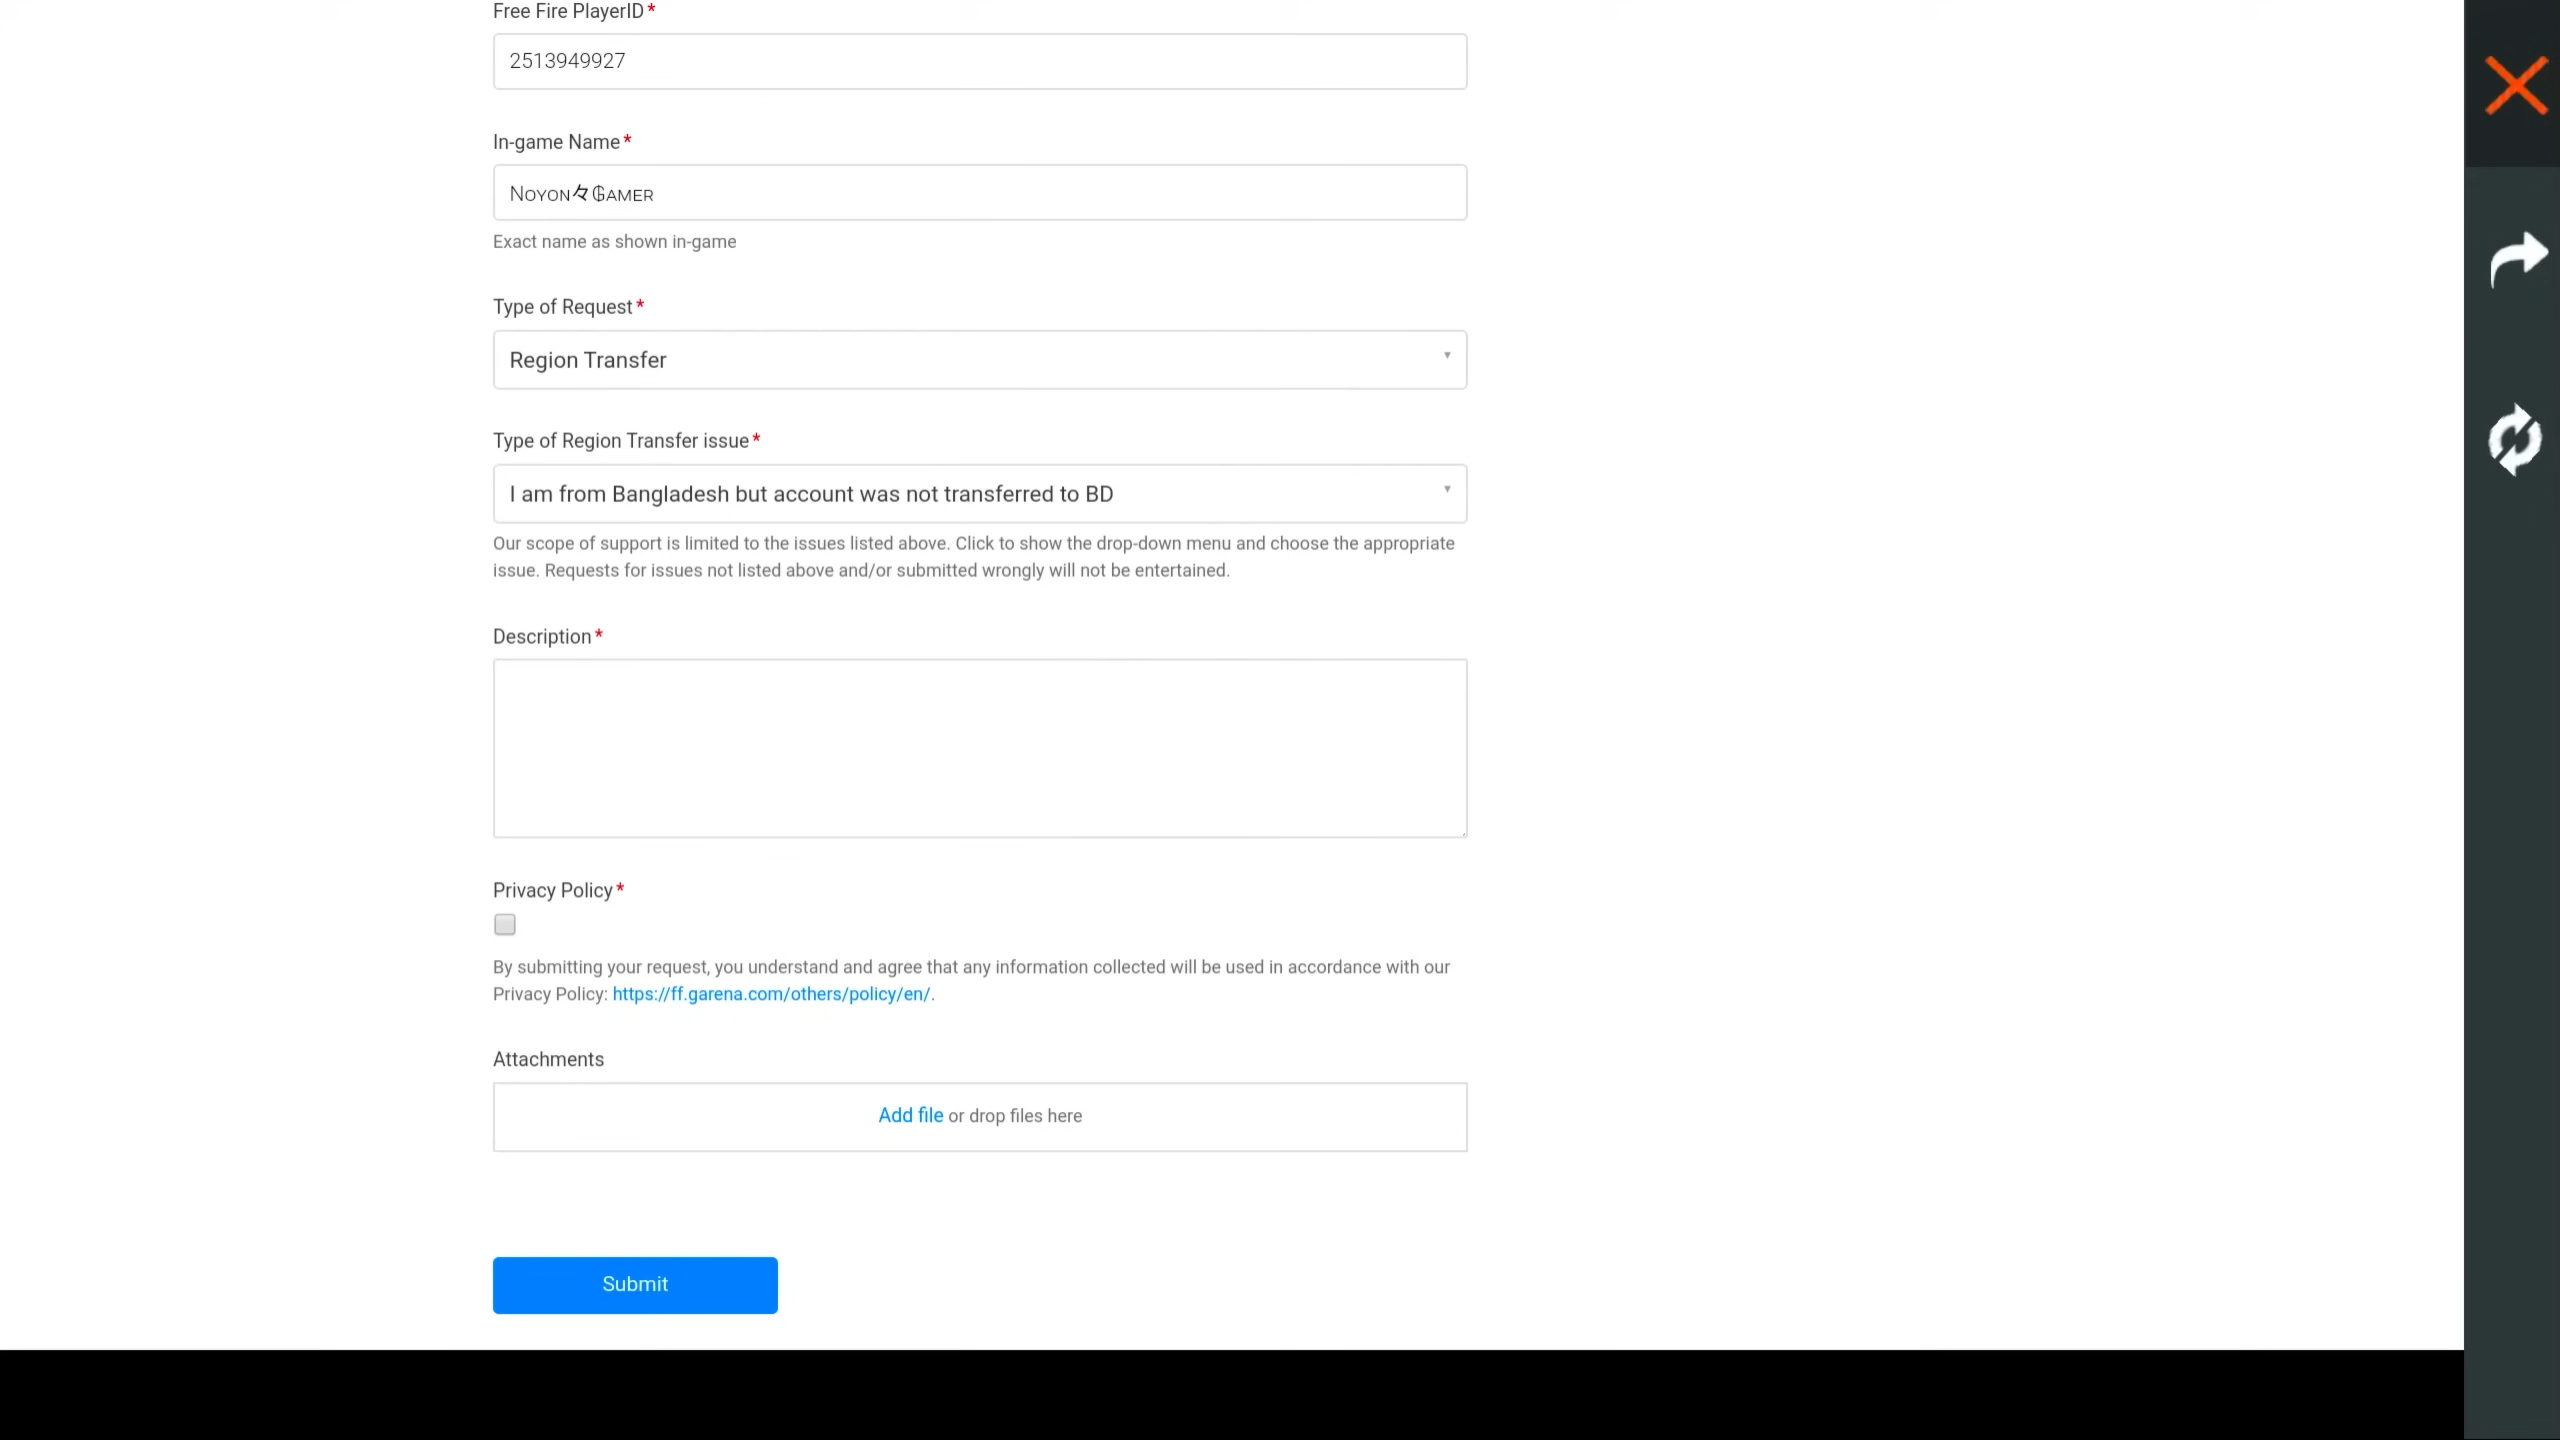 Free Fire PlayerID*
2513949927
In-game Name*
Nᴏʏᴏɴ々Ꮆᴀᴍᴇʀ
Exact name as shown in-game
Type of Request*
Region Transfer
Type of Region Transfer issue*
I am from Bangladesh but account was not transferred to BD
Our scope of support is limited to the issues listed above. Click to show the drop-down menu and choose the appropriate
issue. Requests for issues not listed above and/or submitted wrongly will not be entertained.
Description*
Privacy Policy*
By submitting your request, you understand and agree that any information collected will be used in accordance with our
Privacy Policy: https://ff.garena.com/others/policy/en/.
Attachments
Add file or drop files here
Submit